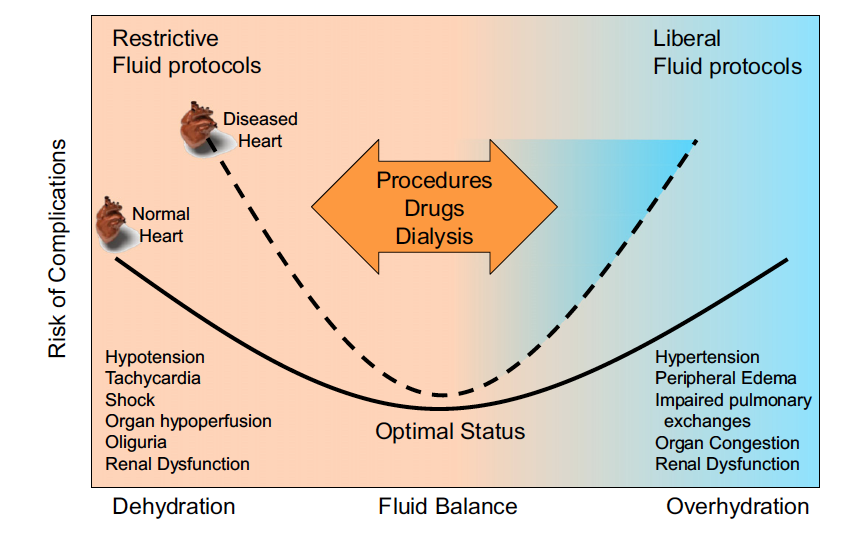 Restrictive
Fluid protocols
Liberal
Fluid protocols
Diseased
Heart
Normal
Heart
Procedures
Drugs
Dialysis
Risk of Complications
Hypotension
Tachycardia
Shock
Organ hypoperfusion
Oliguria
Renal Dysfunction
Optimal Status
Hypertension
Peripheral Edema
Impaired pulmonary
exchanges
Organ Congestion
Renal Dysfunction
Dehydration
Fluid Balance
Overhydration